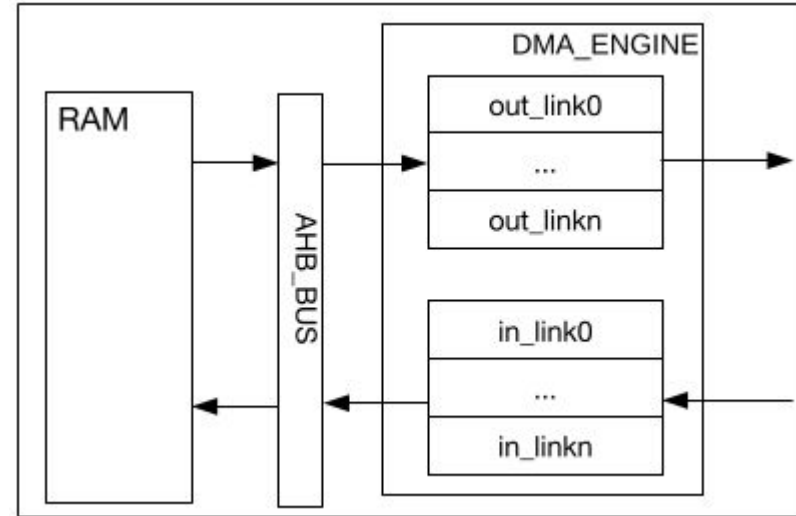 DMA_ENGINE
RAM
AHB_BUS
out_link0
...
out_linkn
in_link0
...
in_linkn